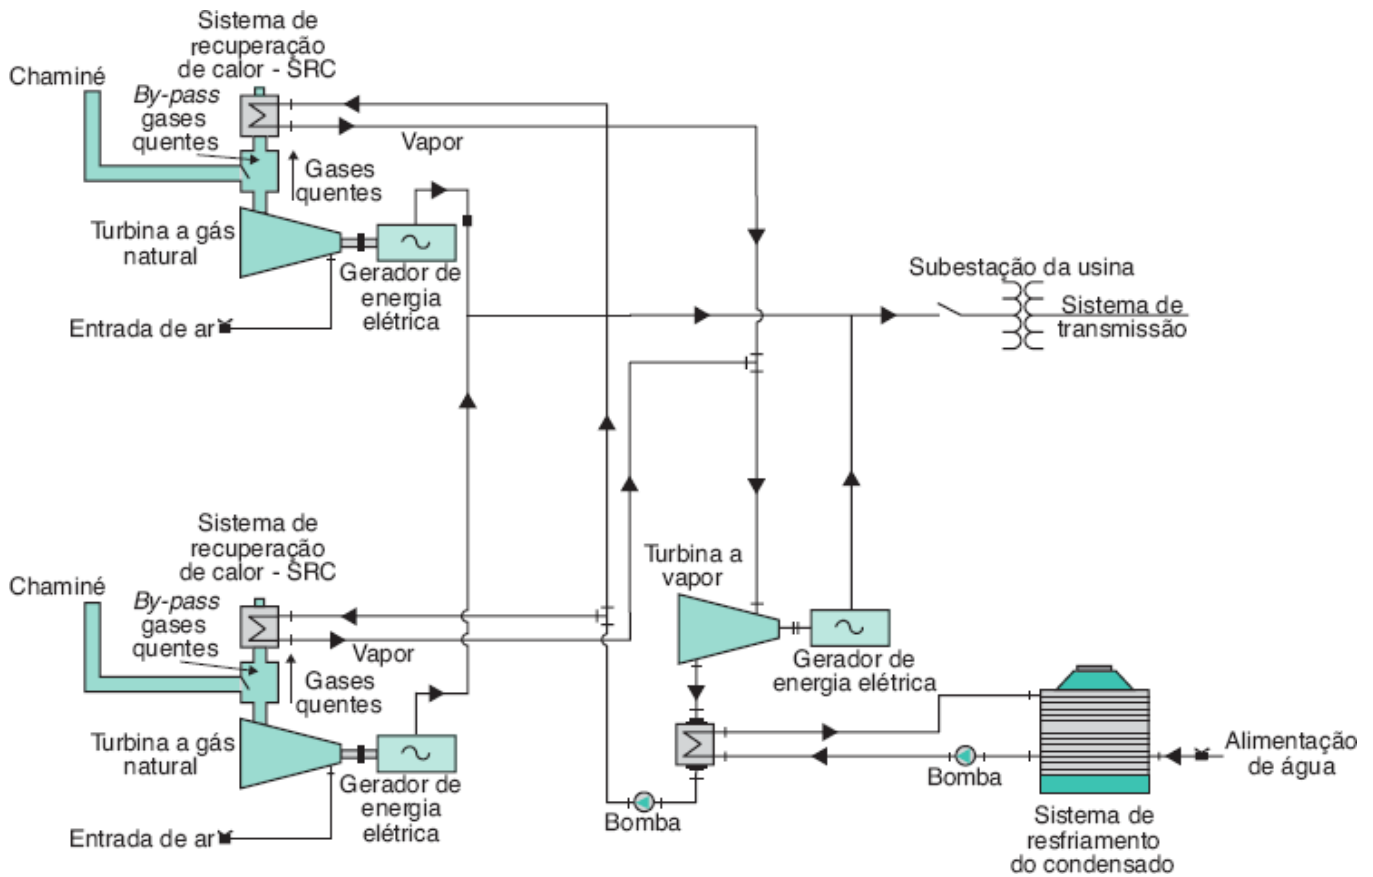 Sistema de
recuperação
de calor - SRC
Chaminé
By-pass
gases
quentes
Vapor
Gases
quentes
Turbina a gás
natural
Gerador de
energia
elétrica
Entrada de ar
Subestação da usina
Sistema de
transmissão
Sistema de
recuperação
de calor - SRC
Chaminé
By-pass
gases
quentes
Vapor
Gases
quentes
Turbina a gás
natural
Gerador de
energia
elétrica
Entrada de ar
Turbina a
vapor
Gerador de
energia elétrica
Bomba
Bomba
Alimentação
de água
Sistema de
resfriamento
do condensado